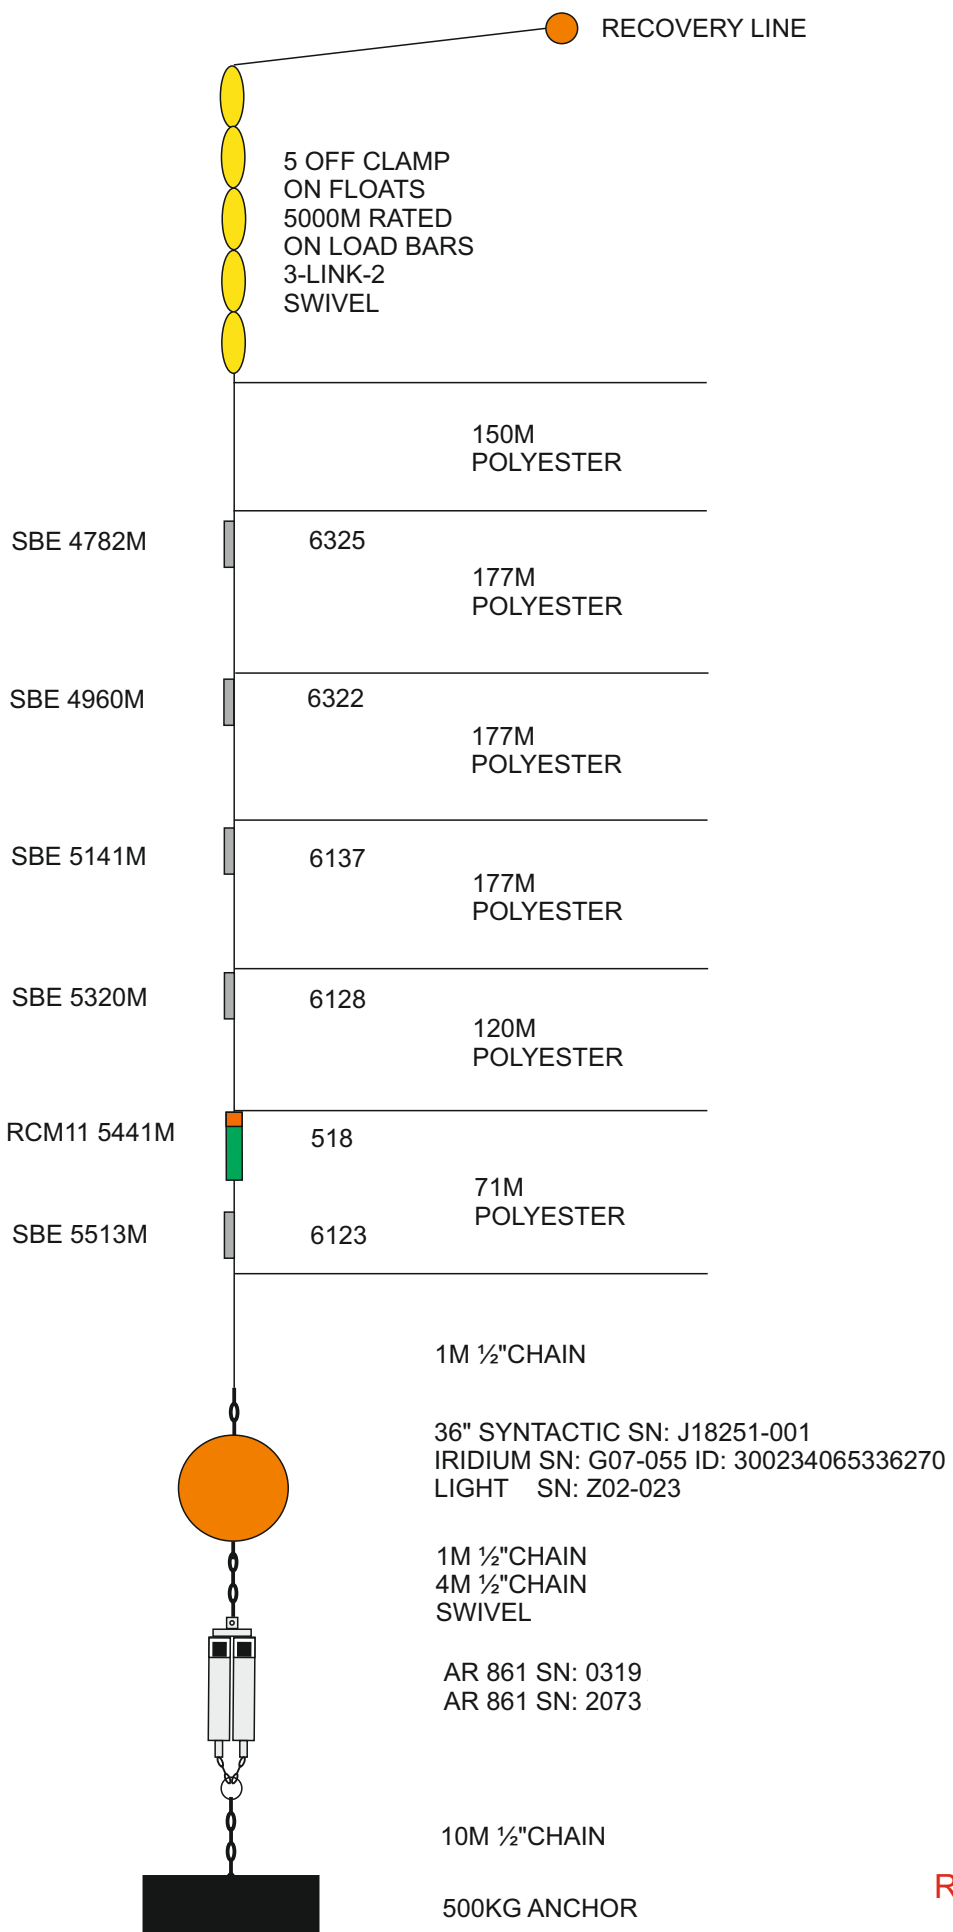 RECOVERY LINE
5 OFF CLAMP
ON FLOATS
5000M RATED
ON LOAD BARS
3-LINK-2
SWIVEL
150M
POLYESTER
SBE 4782M
6325
177M
POLYESTER
SBE 4960M
6322
177M
POLYESTER
SBE 5141M
6137
177M
POLYESTER
SBE 5320M
6128
120M
POLYESTER
RCM11 5441M
518
71M
POLYESTER
SBE 5513M
6123
1M ½"CHAIN
36" SYNTACTIC SN: J18251-001
IRIDIUM SN: G07-055 ID: 300234065336270
LIGHT SN: Z02-023
1M ½"CHAIN
4M ½"CHAIN
SWIVEL
AR 861 SN: 0319
AR 861 SN: 2073
10M ½"CHAIN
R
500KG ANCHOR